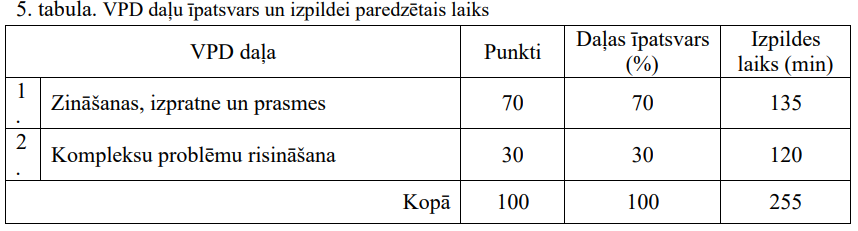 5. tabula. VPD daļu īpatsvars un izpildei paredzētais laiks
VPD daļa Punkti Daļas īpatsvars (%) Izpildes laiks (min)
1. Zināšanas, izpratne un prasmes 70 70 135
2. Kompleksu problēmu risināšana 30 30 120
Kopā 100 100 255